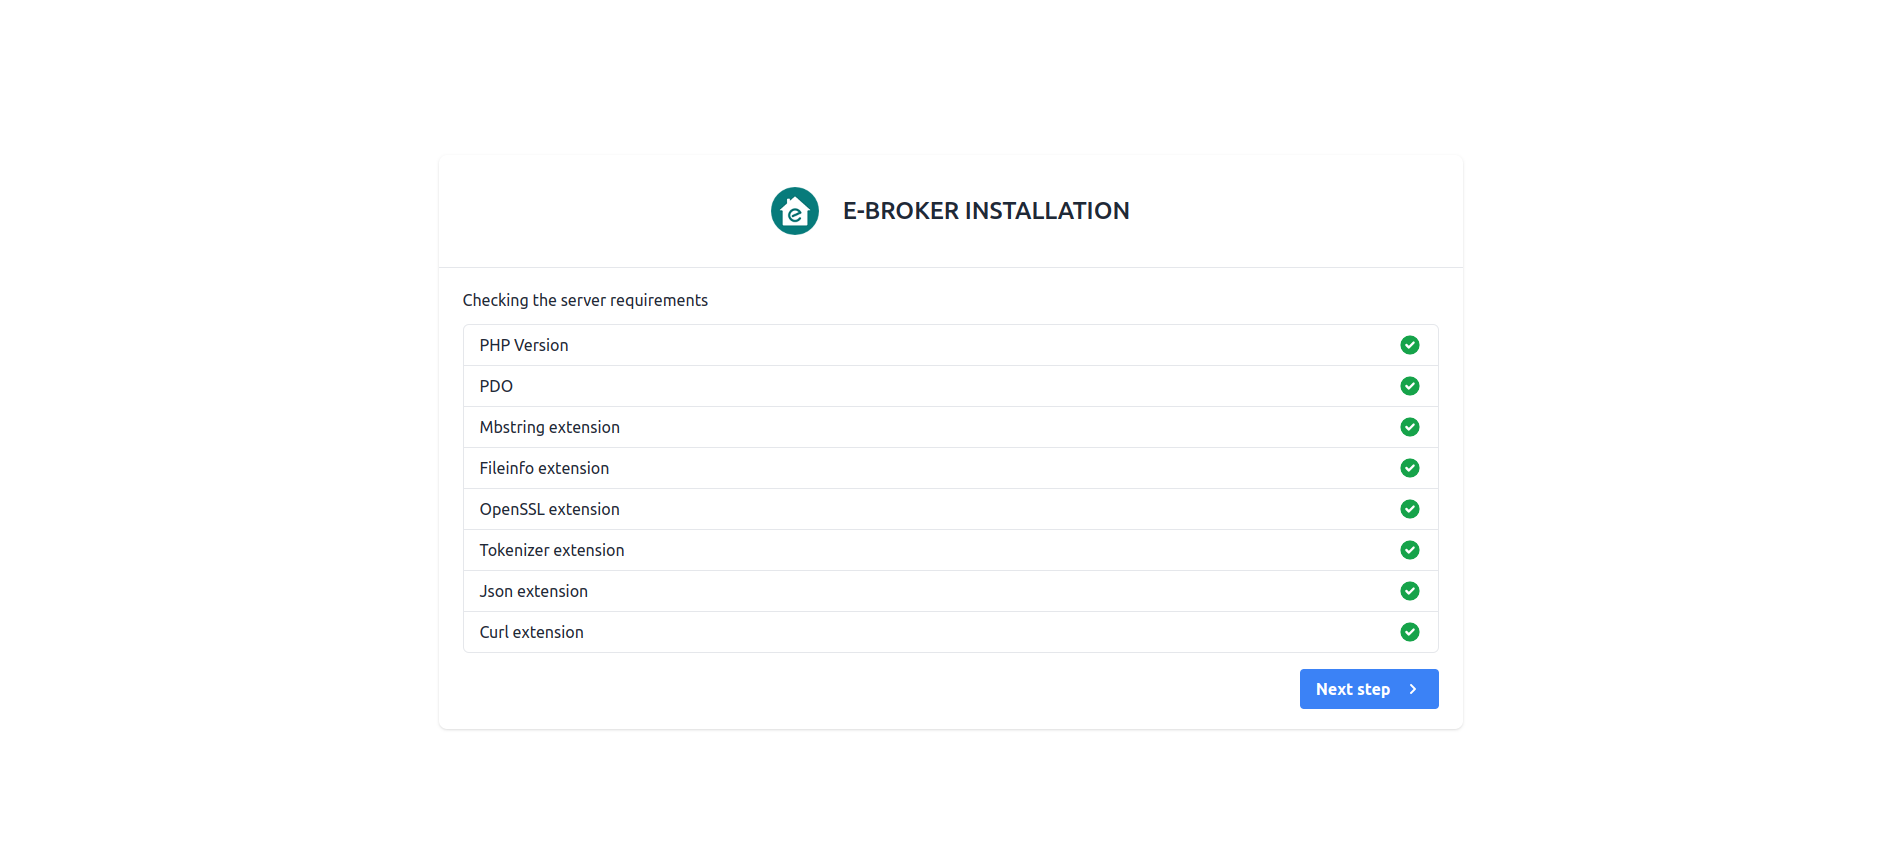 E-BROKER INSTALLATION
Checking the server requirements
PHP Version
PDO
Mbstring extension
Fileinfo extension
OpenSSL extension
Tokenizer extension
Json extension
Curl extension
Next step